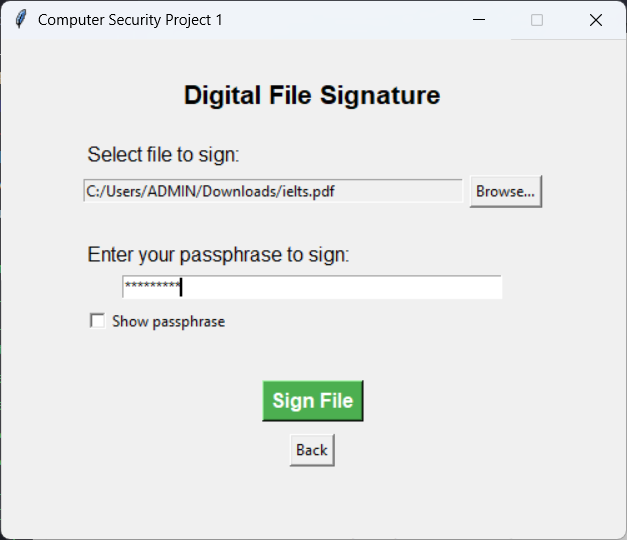 Computer Security Project 1
Digital File Signature
Select file to sign:
C:/Users/ADMIN/Downloads/ielts.pdf Browse...
Enter your passphrase to sign:
*********
Show passphrase
Sign File
Back